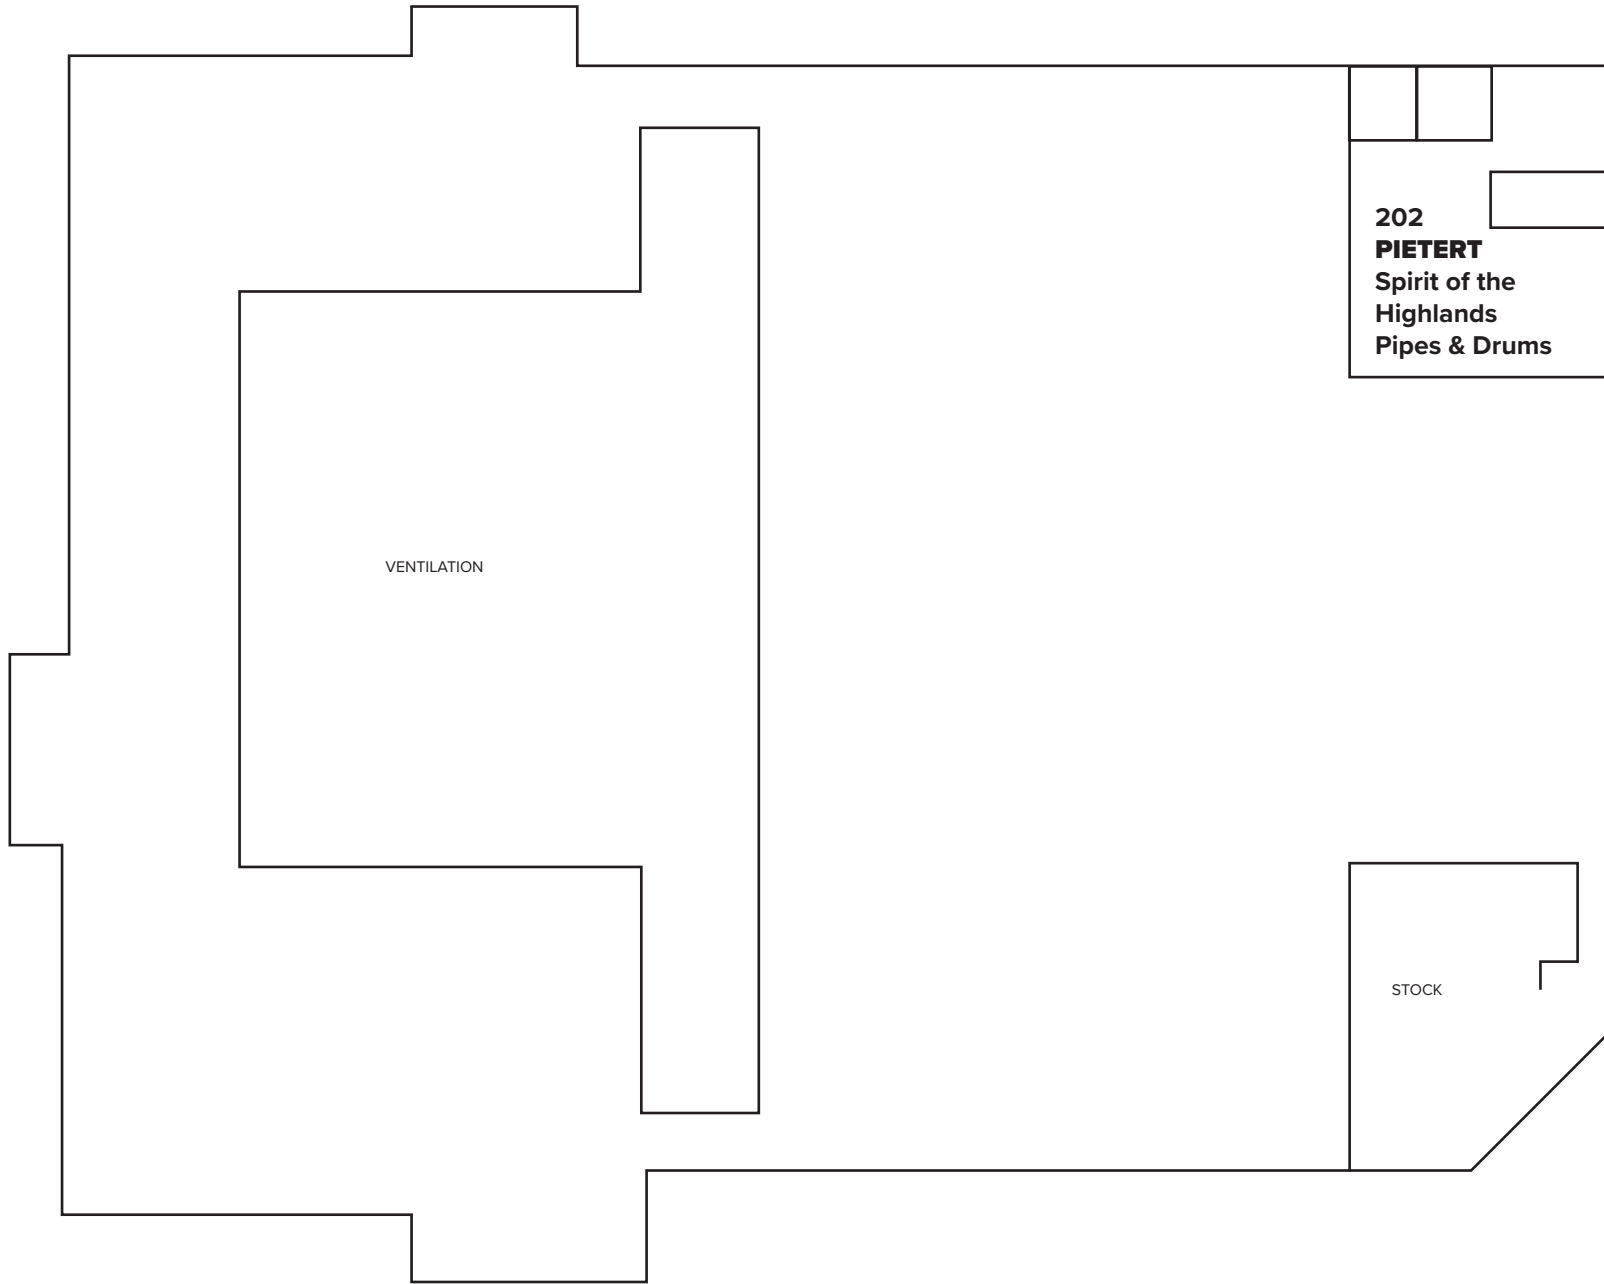 202
PIETERT
Spirit of the
Highlands
Pipes & Drums
VENTILATION
STOCK